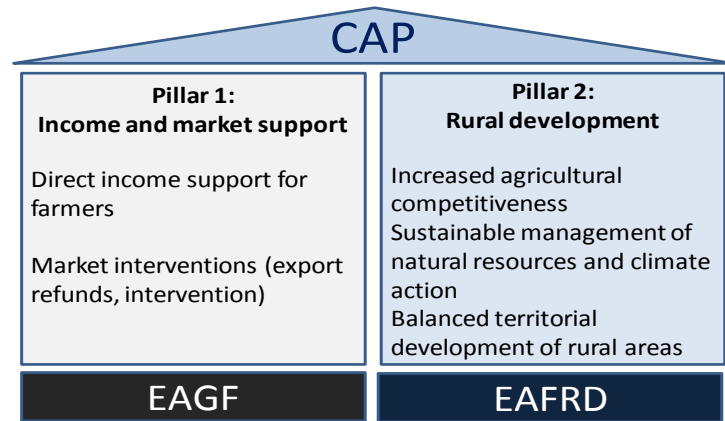 CAP
Pillar 1:
Income and market support
Direct income support for
farmers
Market interventions (export
refunds, intervention)
EAGF
Pillar 2:
Rural development
Increased agricultural
competitiveness
Sustainable management of
natural resources and climate
action
Balanced territorial
development of rural areas
EAFRD